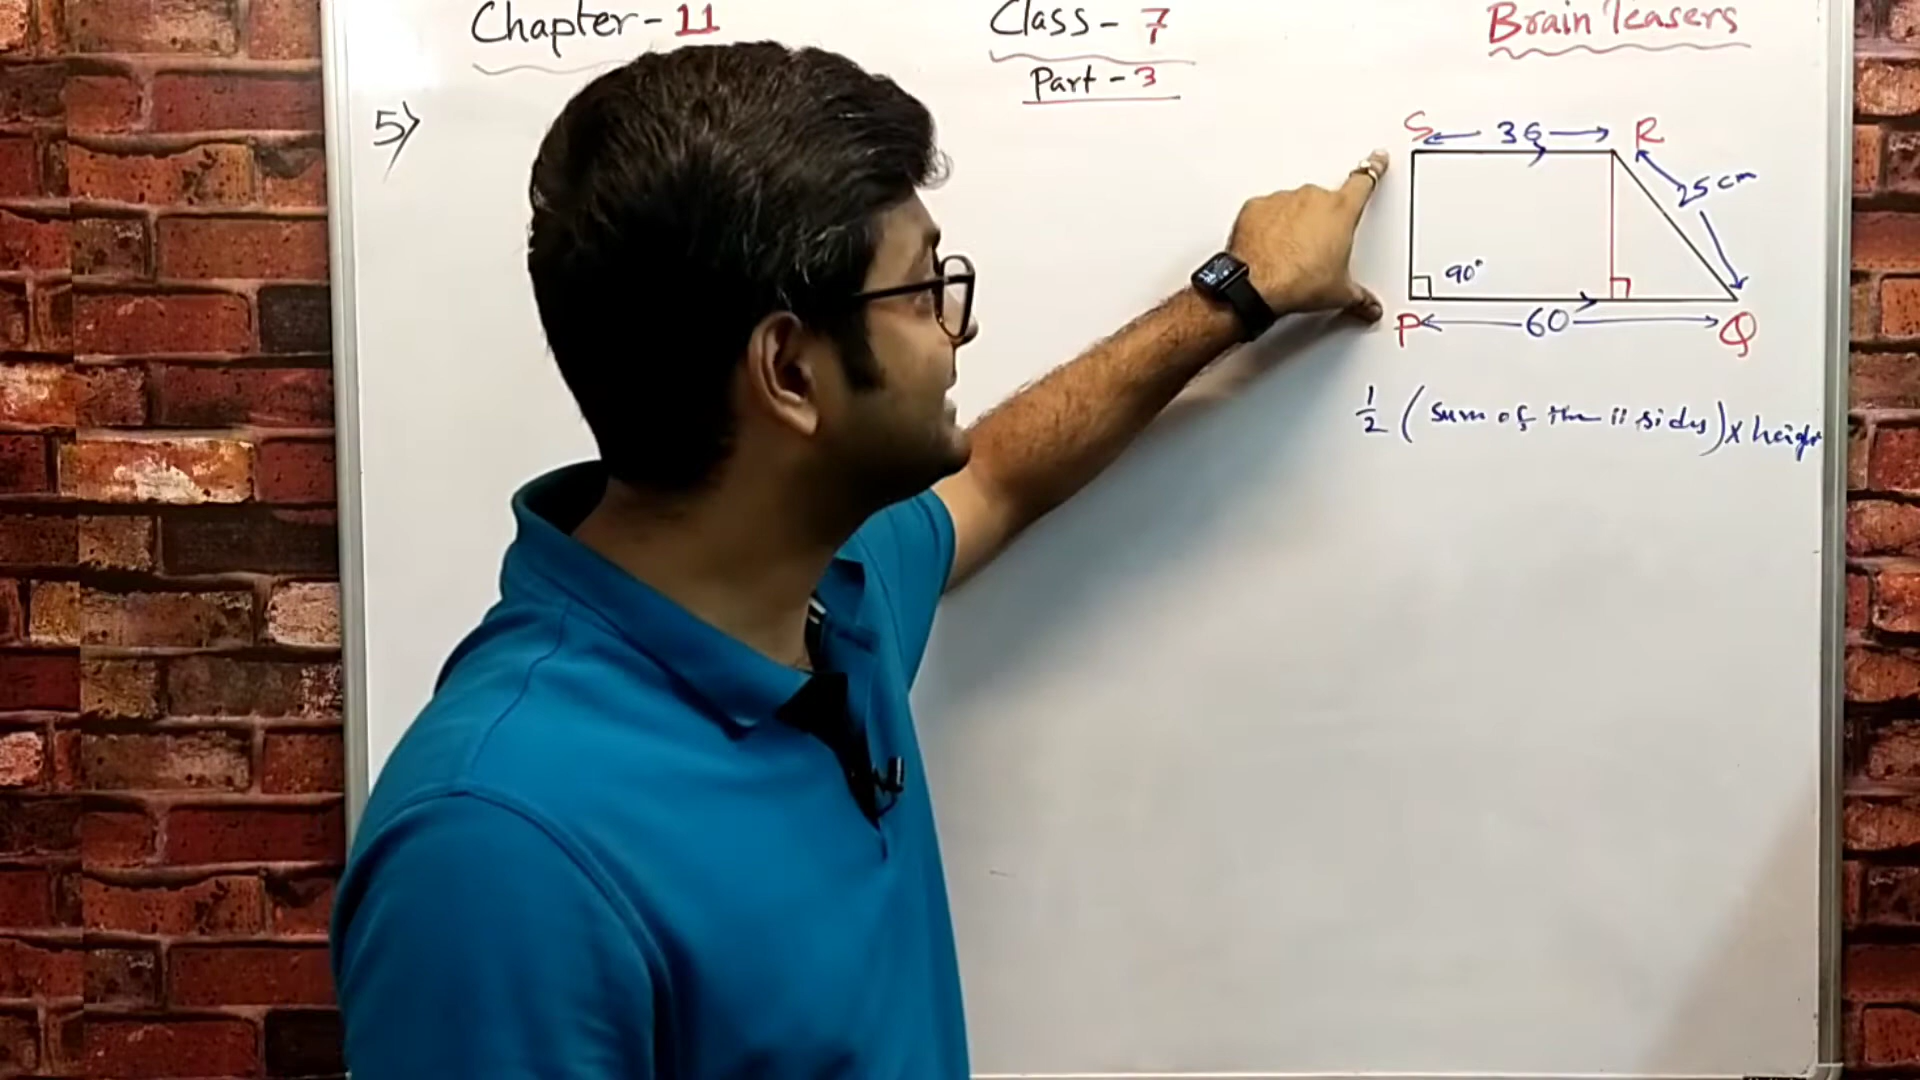 Chapter - 11
Class - 7
Brain Teasers
Part - 3
5)
S 36 R
25 cm
90°
P 60 Q
1/2 (sum of the || sides) x height